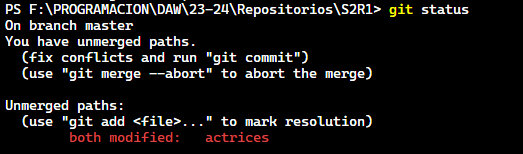 PS F:\PROGRAMACION\DAW\23-24\Repositorios\S2R1> git status
On branch master
You have unmerged paths.
  (fix conflicts and run "git commit")
  (use "git merge --abort" to abort the merge)

Unmerged paths:
  (use "git add <file>..." to mark resolution)
        both modified:   actrices